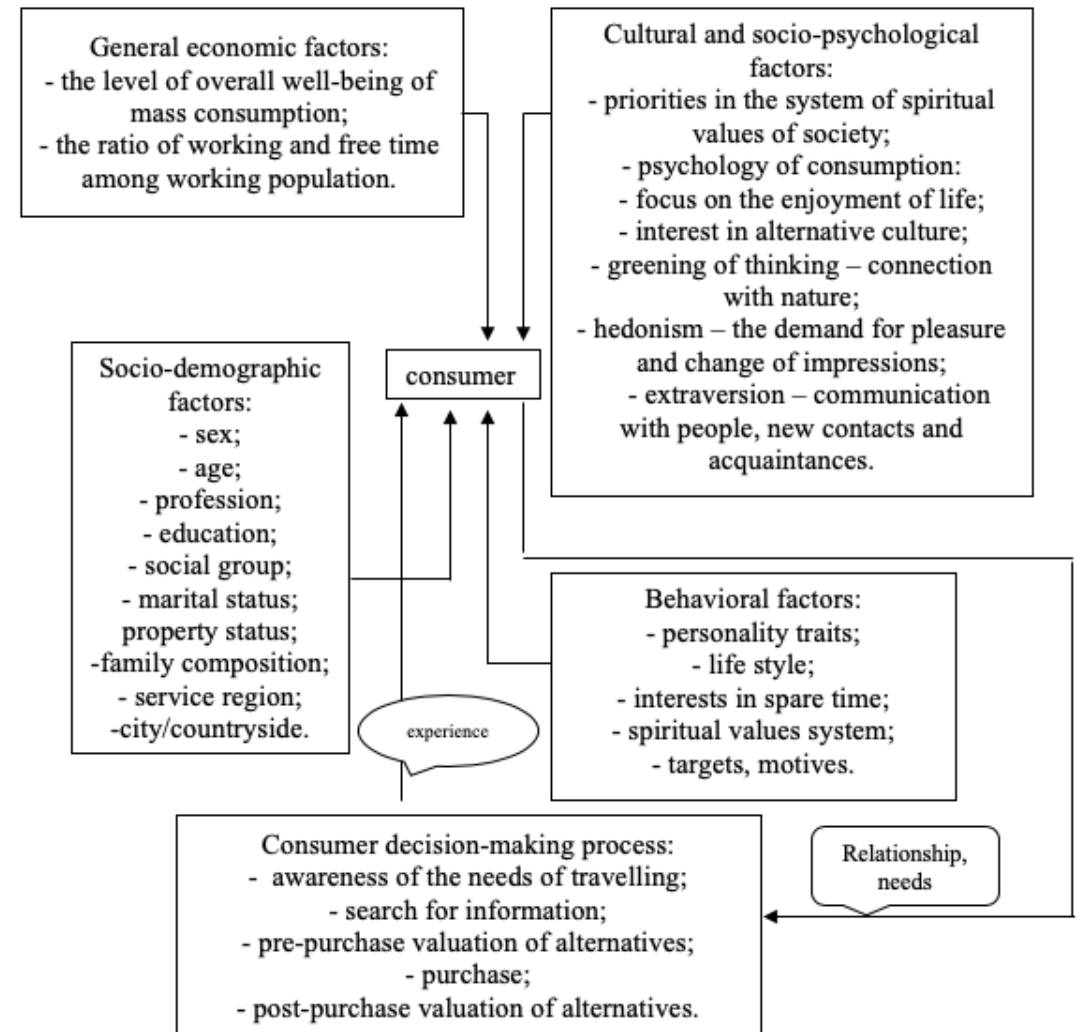 General economic factors:
- the level of overall well-being of
mass consumption;
- the ratio of working and free time
among working population.
Cultural and socio-psychological
factors:
- priorities in the system of spiritual
values of society;
- psychology of consumption:
- focus on the enjoyment of life;
- interest in alternative culture;
- greening of thinking – connection
with nature;
- hedonism – the demand for pleasure
and change of impressions;
- extraversion – communication
with people, new contacts and
acquaintances.
consumer
Socio-demographic
factors:
- sex;
- age;
- profession;
- education;
- social group;
- marital status;
property status;
-family composition;
- service region;
-city/countryside.
Behavioral factors:
- personality traits;
- life style;
- interests in spare time;
- spiritual values system;
- targets, motives.
experience
Consumer decision-making process:
- awareness of the needs of travelling;
- search for information;
- pre-purchase valuation of alternatives;
- purchase;
- post-purchase valuation of alternatives.
Relationship,
needs